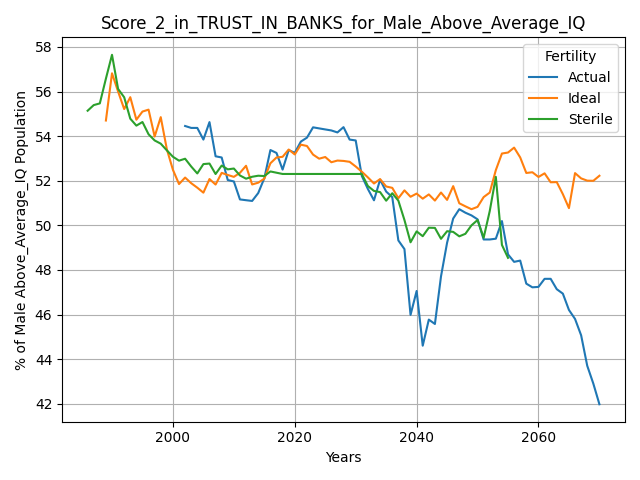 Score_2_in_TRUST_IN_BANKS_for_Male_Above_Average_IQ
% of Male Above_Average_IQ Population
58
56
54
52
50
48
46
44
42
Fertility
Actual
Ideal
Sterile
2000
2020
2040
2060
Years